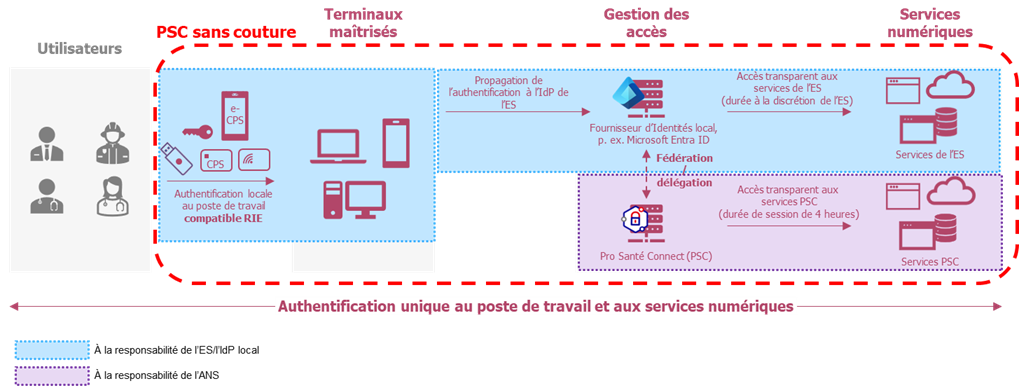 Utilisateurs
PSC sans couture
Terminaux
maîtrisés
Gestion des
accès
Services
numériques
e-
CPS
CPS
Authentification locale
au poste de travail
compatible RIE
Propagation de
l'authentification à l'IdP de
l'ES
Fournisseur d'Identités local,
p. ex. Microsoft Entra ID
Accès transparent aux
services de l'ES
(durée à la discrétion de l'ES)
Services de l'ES
Fédération/
délégation
Pro Santé Connect (PSC)
Accès transparent aux
services PSC
(durée de session de 4 heures)
Services PSC
Authentification unique au poste de travail et aux services numériques
À la responsabilité de l'ES/l'IdP local
À la responsabilité de l'ANS